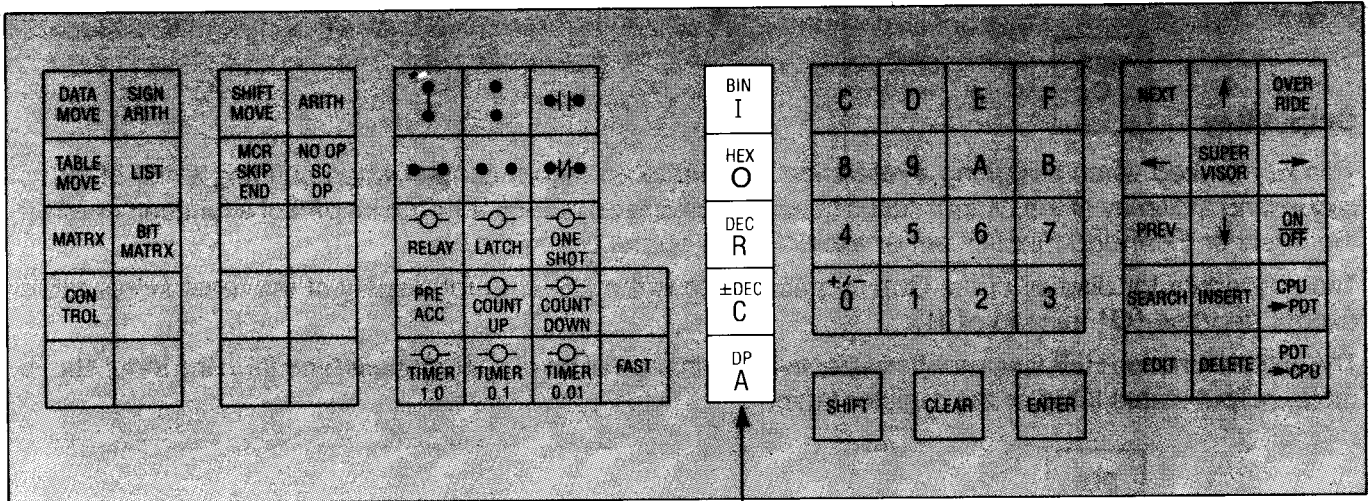 DATA
MOVE
SIGN
ARITH
TABLE
MOVE
LIST
MATRX
BIT
MATRX
CON
TROL
SHIFT
MOVE
ARITH
MCR
SKIP
END
NO OP
SC
DP
RELAY
LATCH
ONE
SHOT
PRE
ACC
COUNT
UP
COUNT
DOWN
TIMER
1.0
TIMER
0.1
TIMER
0.01
FAST
BIN
I
HEX
O
DEC
R
±DEC
C
DP
A
C D E F
8 9 A B
4 5 6 7
+/−
0 1 2 3
SHIFT
CLEAR
ENTER
NEXT
↑
OVER
RIDE
←
SUPER
VISOR
→
PREV
↓
ON
OFF
SEARCH
INSERT
CPU
➔PDT
EDIT
DELETE
PDT
➔CPU